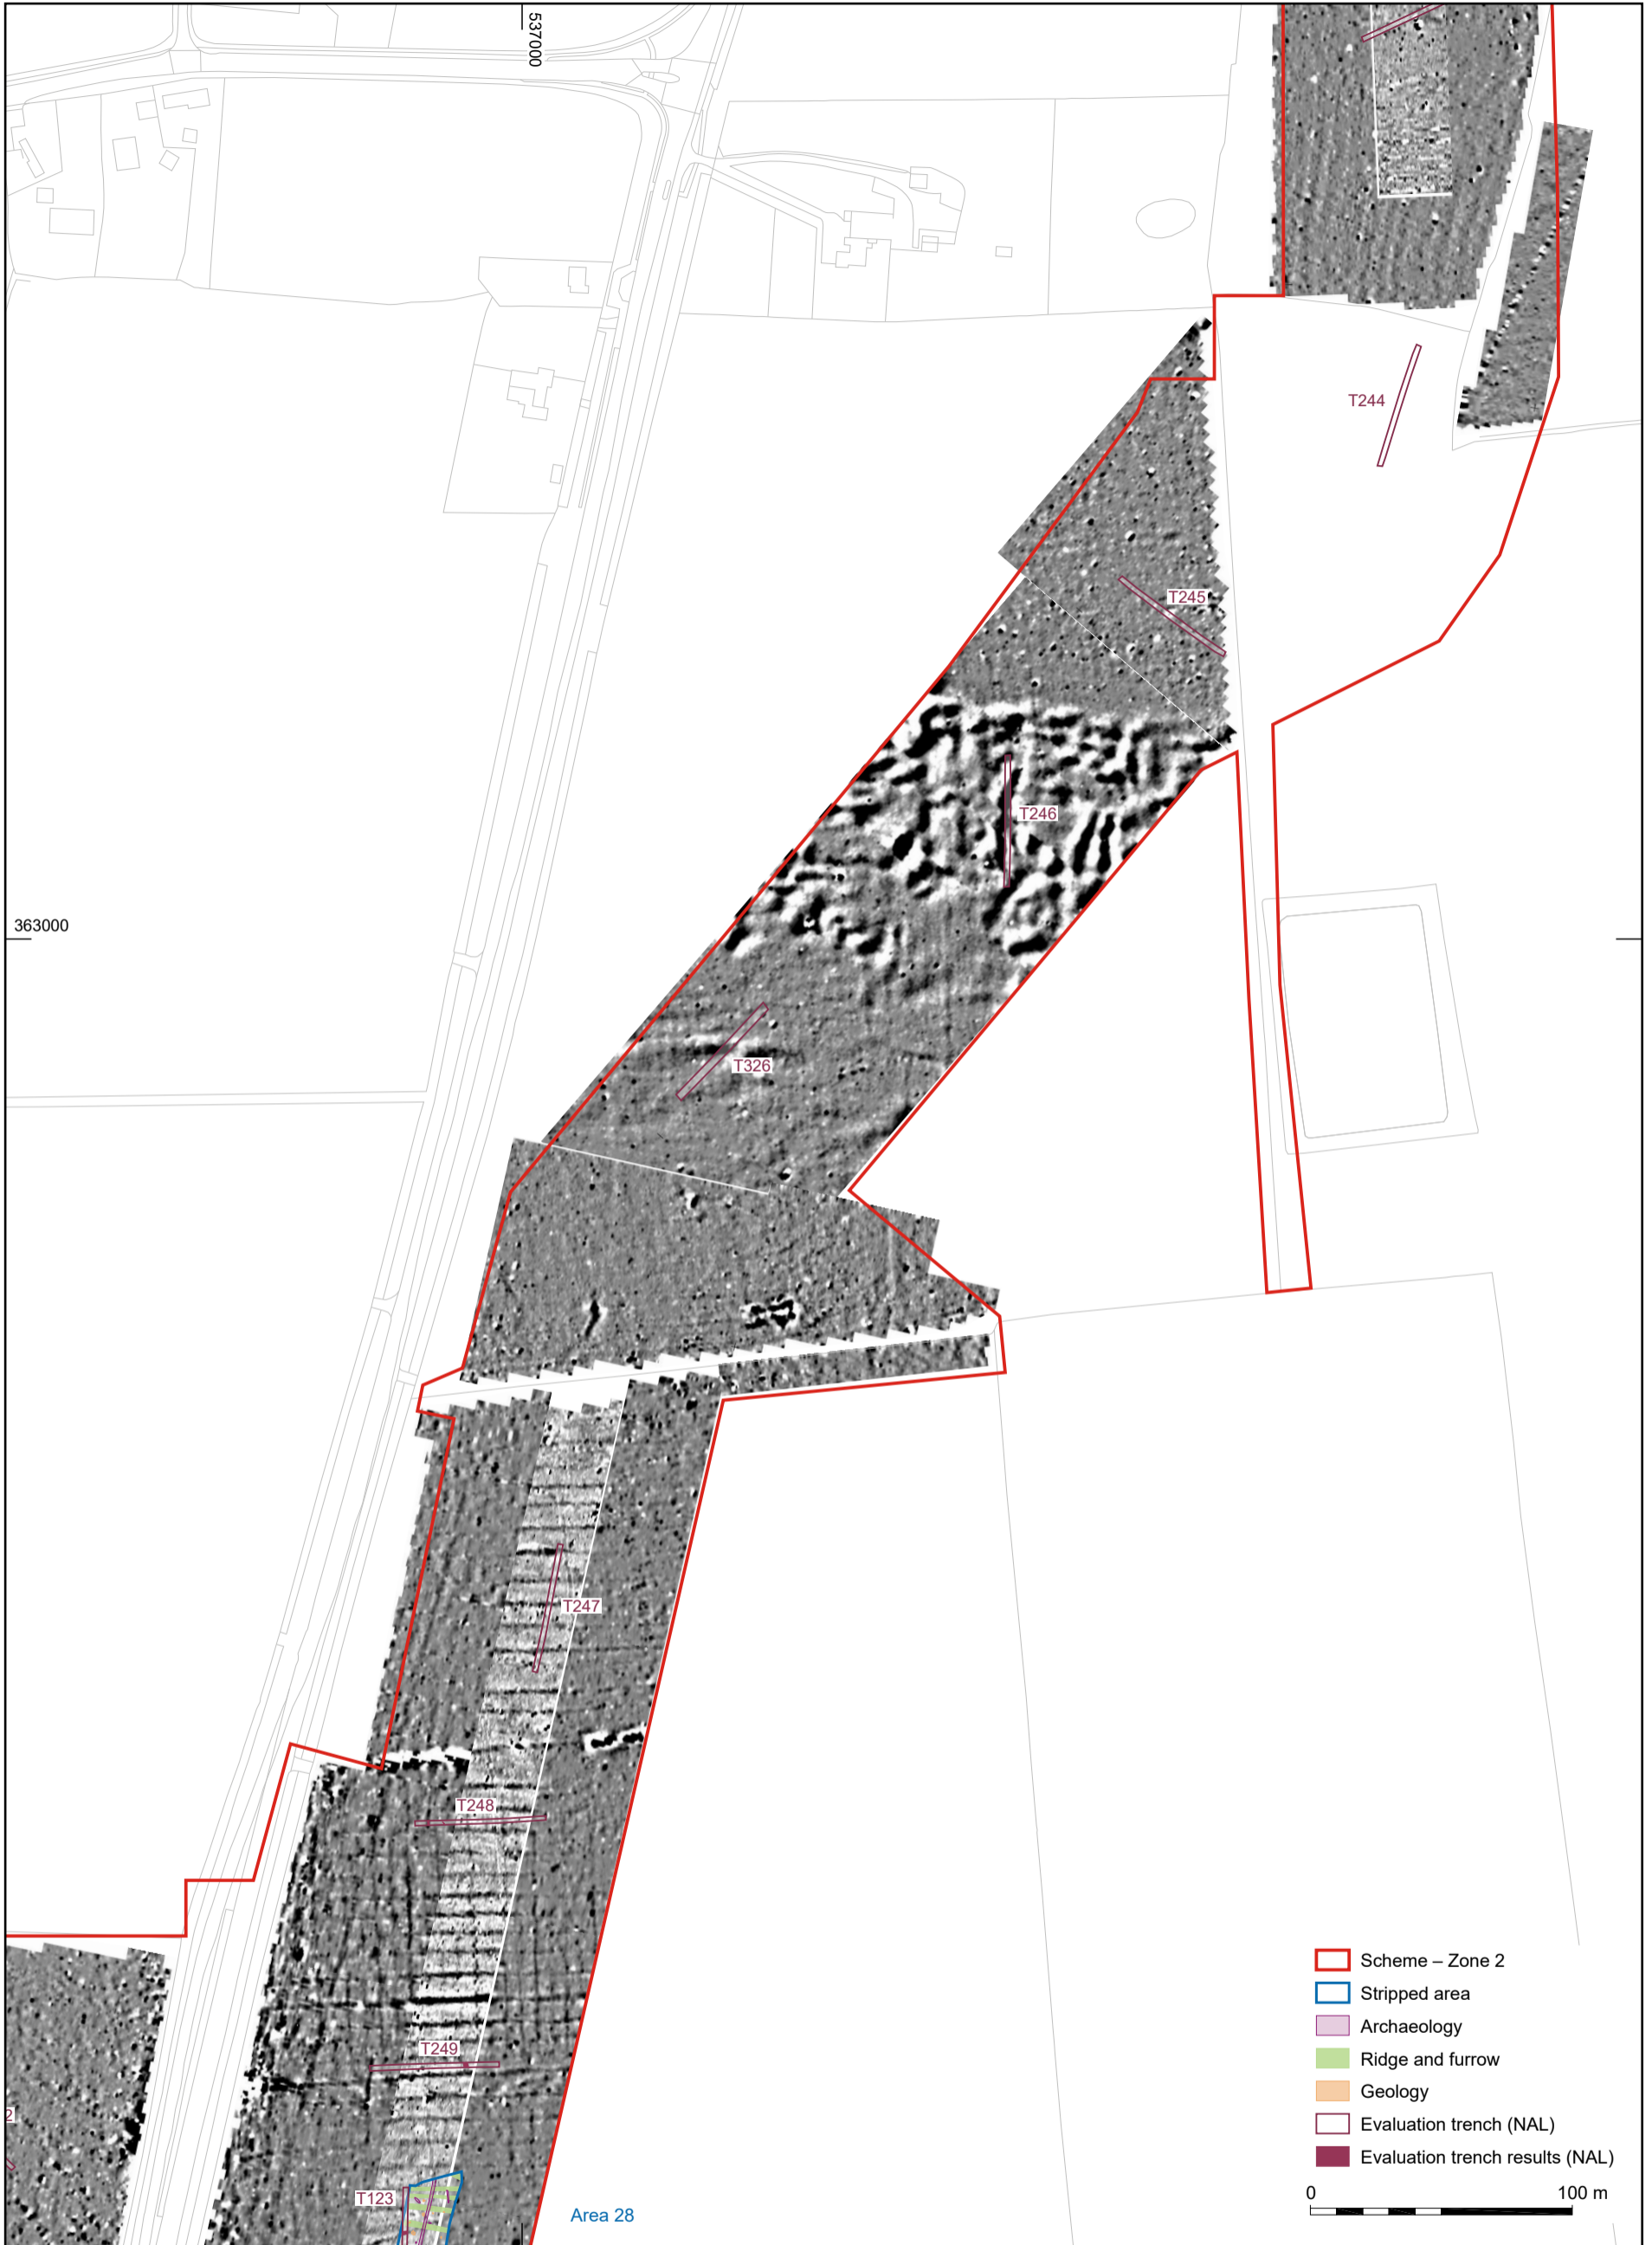 537000
T244
T245
T246
363000
T326
T247
T248
T249
2
T123
Area 28
Scheme – Zone 2
Stripped area
Archaeology
Ridge and furrow
Geology
Evaluation trench (NAL)
Evaluation trench results (NAL)
0 100 m